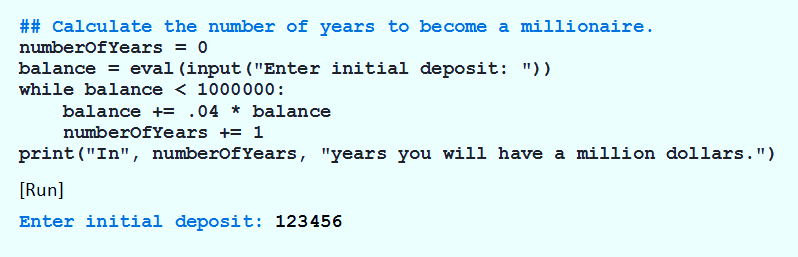 ## Calculate the number of years to become a millionaire.
numberOfYears = 0
balance = eval(input("Enter initial deposit: "))
while balance < 1000000:
    balance += .04 * balance
    numberOfYears += 1
print("In", numberOfYears, "years you will have a million dollars.")
[Run]
Enter initial deposit: 123456